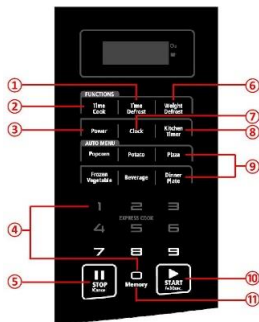 FUNCTIONS
① ⑥
② Time Cook Time Defrost Weight Defrost ⑦
③ Power Clock Kitchen Timer ⑧
AUTO MENU
Popcorn Potato Pizza
⑨
Frozen Vegetable Beverage Dinner Plate
1 2 3
EXPRESS COOK
④ 4 5 6
7 8 9
⑤ STOP 0 START ⑩
Memory
⑪